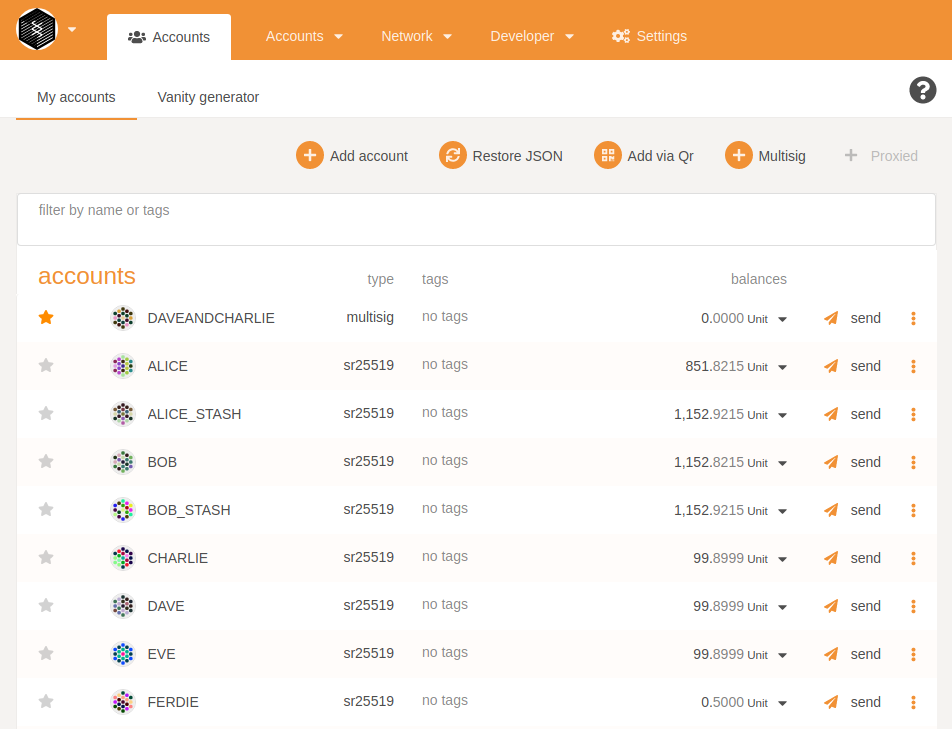 Accounts Accounts Network Developer Settings
My accounts Vanity generator
Add account Restore JSON Add via Qr Multisig Proxied
filter by name or tags
accounts type tags balances
DAVEANDCHARLIE multisig no tags 0.0000 Unit send
ALICE sr25519 no tags 851.8215 Unit send
ALICE_STASH sr25519 no tags 1,152.9215 Unit send
BOB sr25519 no tags 1,152.8215 Unit send
BOB_STASH sr25519 no tags 1,152.9215 Unit send
CHARLIE sr25519 no tags 99.8999 Unit send
DAVE sr25519 no tags 99.8999 Unit send
EVE sr25519 no tags 99.8999 Unit send
FERDIE sr25519 no tags 0.5000 Unit send